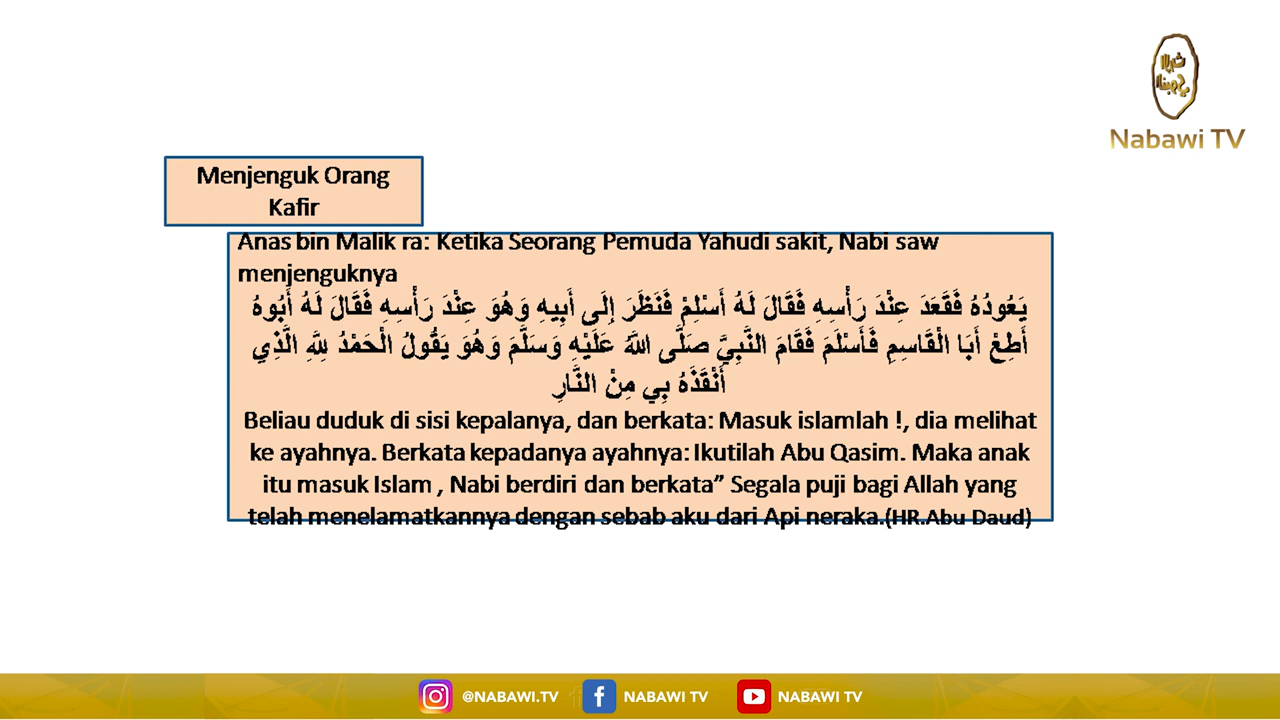 Nabawi TV
Menjenguk Orang
Kafir
Anas bin Malik ra: Ketika Seorang Pemuda Yahudi sakit, Nabi saw
menjenguknya
يَعُودُهُ فَقَعَدَ عِنْدَ رَأْسِهِ فَقَالَ لَهُ أَسْلِمْ فَنَظَرَ إِلَى أَبِيهِ وَهُوَ عِنْدَ رَأْسِهِ فَقَالَ لَهُ أَبُوهُ
أَطِعْ أَبَا الْقَاسِمِ فَأَسْلَمَ فَقَامَ النَّبِيَّ صَلَّى اللَّهُ عَلَيْهِ وَسَلَّمَ وَهُوَ يَقُولُ الْحَمْدُ لِلَّهِ الَّذِي
أَنْقَذَهُ بِي مِنْ النَّارِ
Beliau duduk di sisi kepalanya, dan berkata: Masuk islamlah !, dia melihat
ke ayahnya. Berkata kepadanya ayahnya: Ikutilah Abu Qasim. Maka anak
itu masuk Islam , Nabi berdiri dan berkata” Segala puji bagi Allah yang
telah menelamatkannya dengan sebab aku dari Api neraka.(HR.Abu Daud)
@NABAWI.TV NABAWI TV NABAWI TV